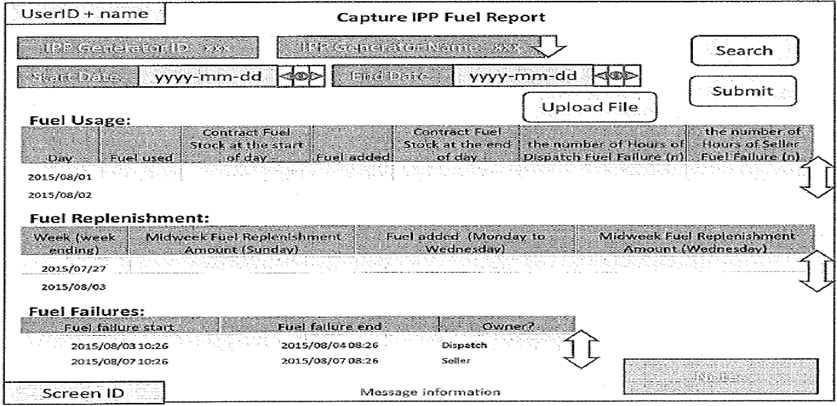 UserID + name
Capture IPP Fuel Report
IPP Generator ID: xxx
IPP Generator Name: xxx
Search
Start Date:
yyyy-mm-dd
End Date
yyyy-mm-dd
Submit
Upload File
Fuel Usage:
Day
Fuel used
Contract Fuel
Stock at the start
of day
Fuel added
Contract Fuel
Stock at the end
of day
the number of Hours of
Dispatch Fuel Failure (n)
the number of
Hours of Seller
Fuel Failure (n)
2015/08/01
2015/08/02
Fuel Replenishment:
Week (week
ending)
Midweek Fuel Replenishment
Amount (Sunday)
Fuel added (Monday to
Wednesday)
Midweek Fuel Replenishment
Amount (Wednesday)
2015/07/27
2015/08/03
Fuel Failures:
Fuel failure start
Fuel failure end
Owner?
2015/08/03 10:26
2015/08/04 08:26
Dispatch
2015/08/07 10:26
2015/08/07 08:26
Seller
Screen ID
Message information